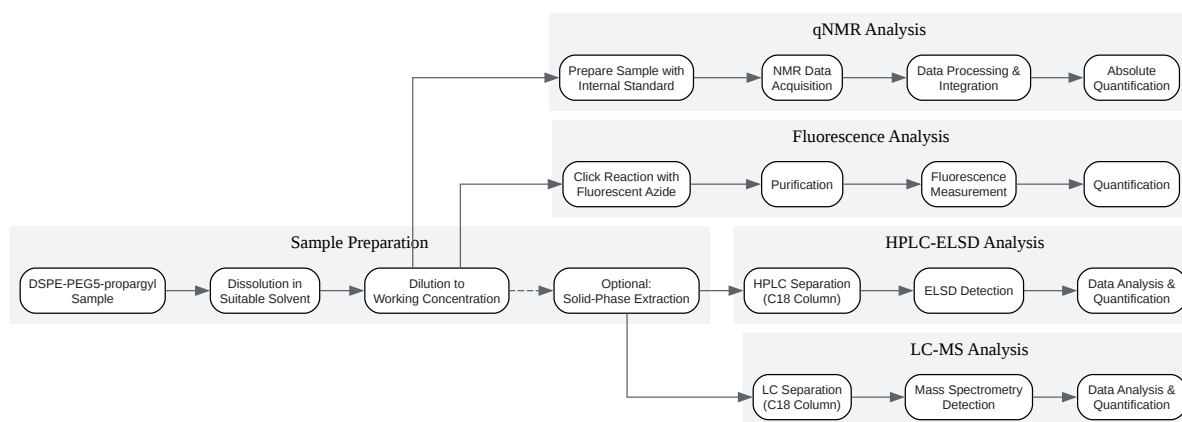 qNMR Analysis
Prepare Sample with
Internal Standard
NMR Data
Acquisition
Data Processing &
Integration
Absolute
Quantification
Fluorescence Analysis
Click Reaction with
Fluorescent Azide
Purification
Fluorescence
Measurement
Quantification
Sample Preparation
DSPE-PEG5-propargyl
Sample
Dissolution in
Suitable Solvent
Dilution to
Working Concentration
Optional:
Solid-Phase Extraction
HPLC-ELSD Analysis
HPLC Separation
(C18 Column)
ELSD Detection
Data Analysis &
Quantification
LC-MS Analysis
LC Separation
(C18 Column)
Mass Spectrometry
Detection
Data Analysis &
Quantification